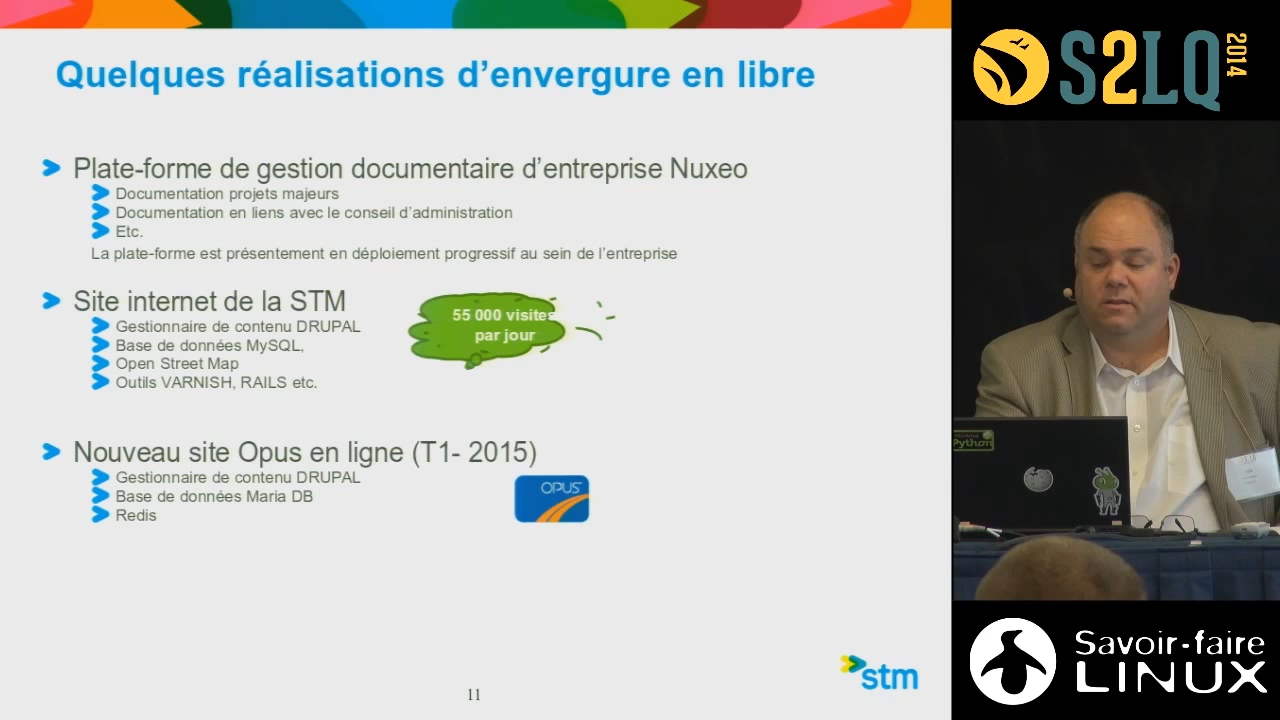 Quelques réalisations d’envergure en libre
Plate-forme de gestion documentaire d’entreprise Nuxeo
Documentation projets majeurs
Documentation en liens avec le conseil d’administration
Etc.
La plate-forme est présentement en déploiement progressif au sein de l’entreprise
Site internet de la STM
Gestionnaire de contenu DRUPAL
Base de données MySQL,
Open Street Map
Outils VARNISH, RAILS etc.
55 000 visites
par jour
Nouveau site Opus en ligne (T1- 2015)
Gestionnaire de contenu DRUPAL
Base de données Maria DB
Redis
OPUS
stm
11
S2LQ 2014
Python
Savoir-faire
LINUX